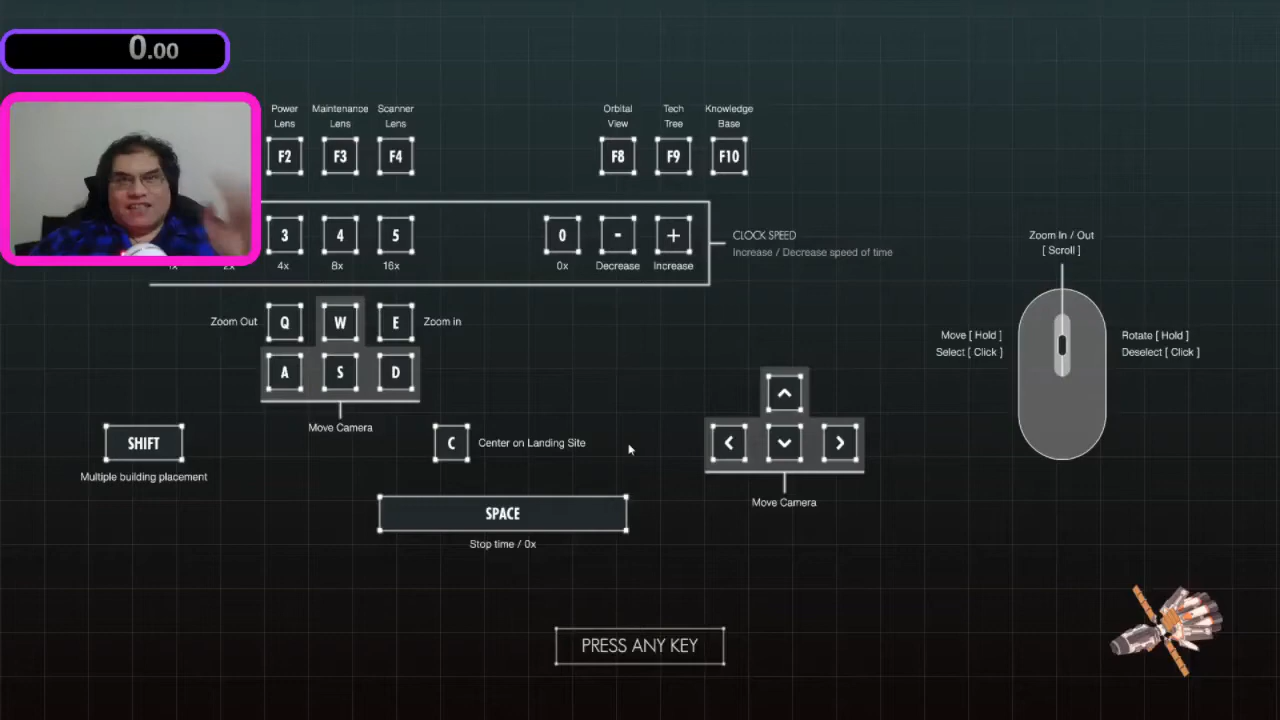 0.00
Power Lens
Maintenance Lens
Scanner Lens
Orbital View
Tech Tree
Knowledge Base
F2
F3
F4
F8
F9
F10
3
4
5
0
-
+
CLOCK SPEED
Increase / Decrease speed of time
1x
2x
4x
8x
16x
0x
Decrease
Increase
Zoom In / Out
[ Scroll ]
Zoom Out
Q
W
E
Zoom in
Move [ Hold ]
Select [ Click ]
Rotate [ Hold ]
Deselect [ Click ]
A
S
D
Move Camera
SHIFT
Multiple building placement
C
Center on Landing Site
Move Camera
SPACE
Stop time / 0x
PRESS ANY KEY